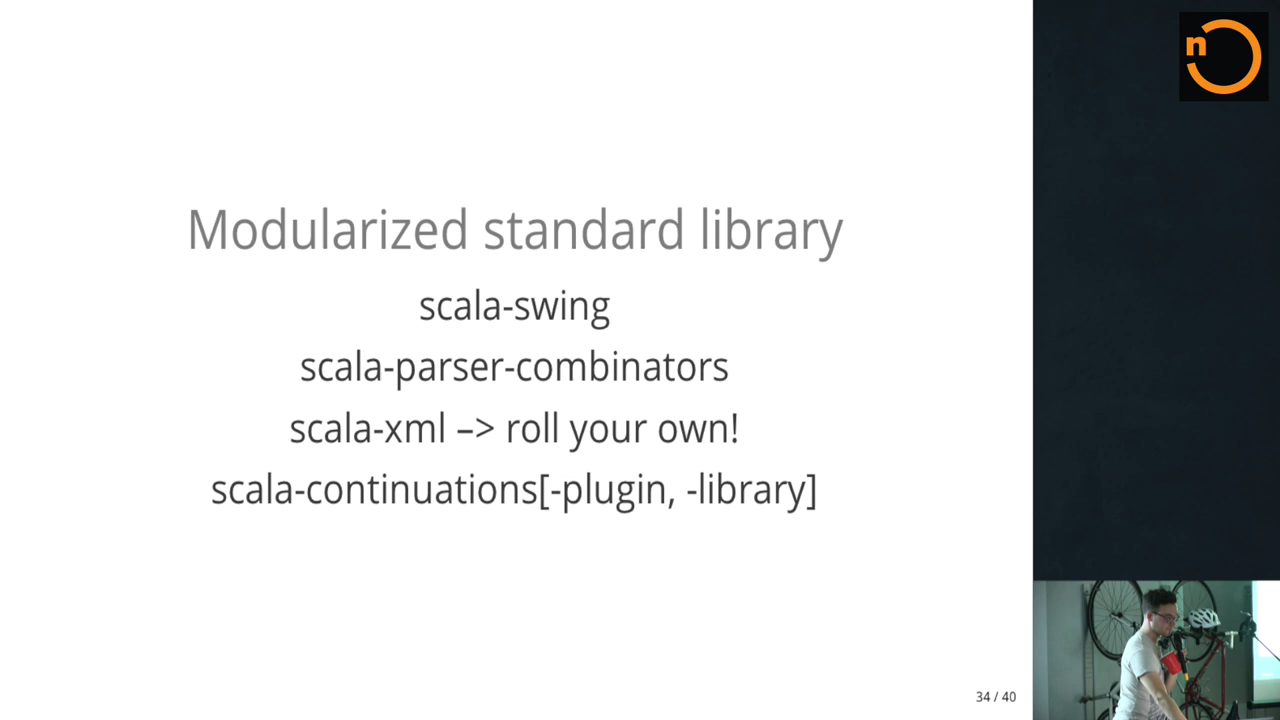 n
Modularized standard library
scala-swing
scala-parser-combinators
scala-xml –> roll your own!
scala-continuations[-plugin, -library]
34 / 40